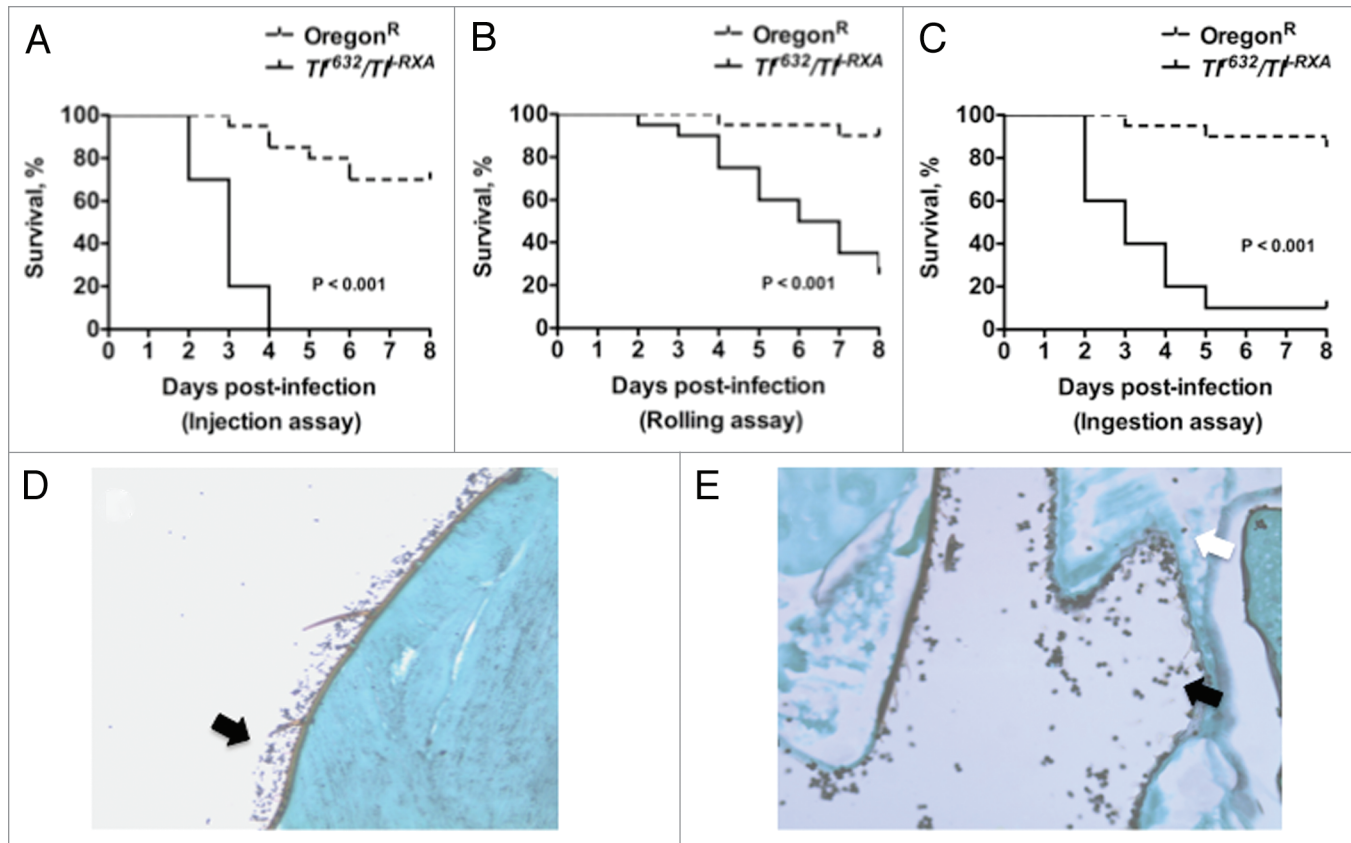 A
Oregon^R
Tl^r632/Tl^I-RXA
100
80
60
40
20
0
Survival, %
P < 0.001
0 1 2 3 4 5 6 7 8
Days post-infection
(Injection assay)
B
Oregon^R
Tl^r632/Tl^I-RXA
100
80
60
40
20
0
Survival, %
P < 0.001
0 1 2 3 4 5 6 7 8
Days post-infection
(Rolling assay)
C
Oregon^R
Tl^r632/Tl^I-RXA
100
80
60
40
20
0
Survival, %
P < 0.001
0 1 2 3 4 5 6 7 8
Days post-infection
(Ingestion assay)
D
E